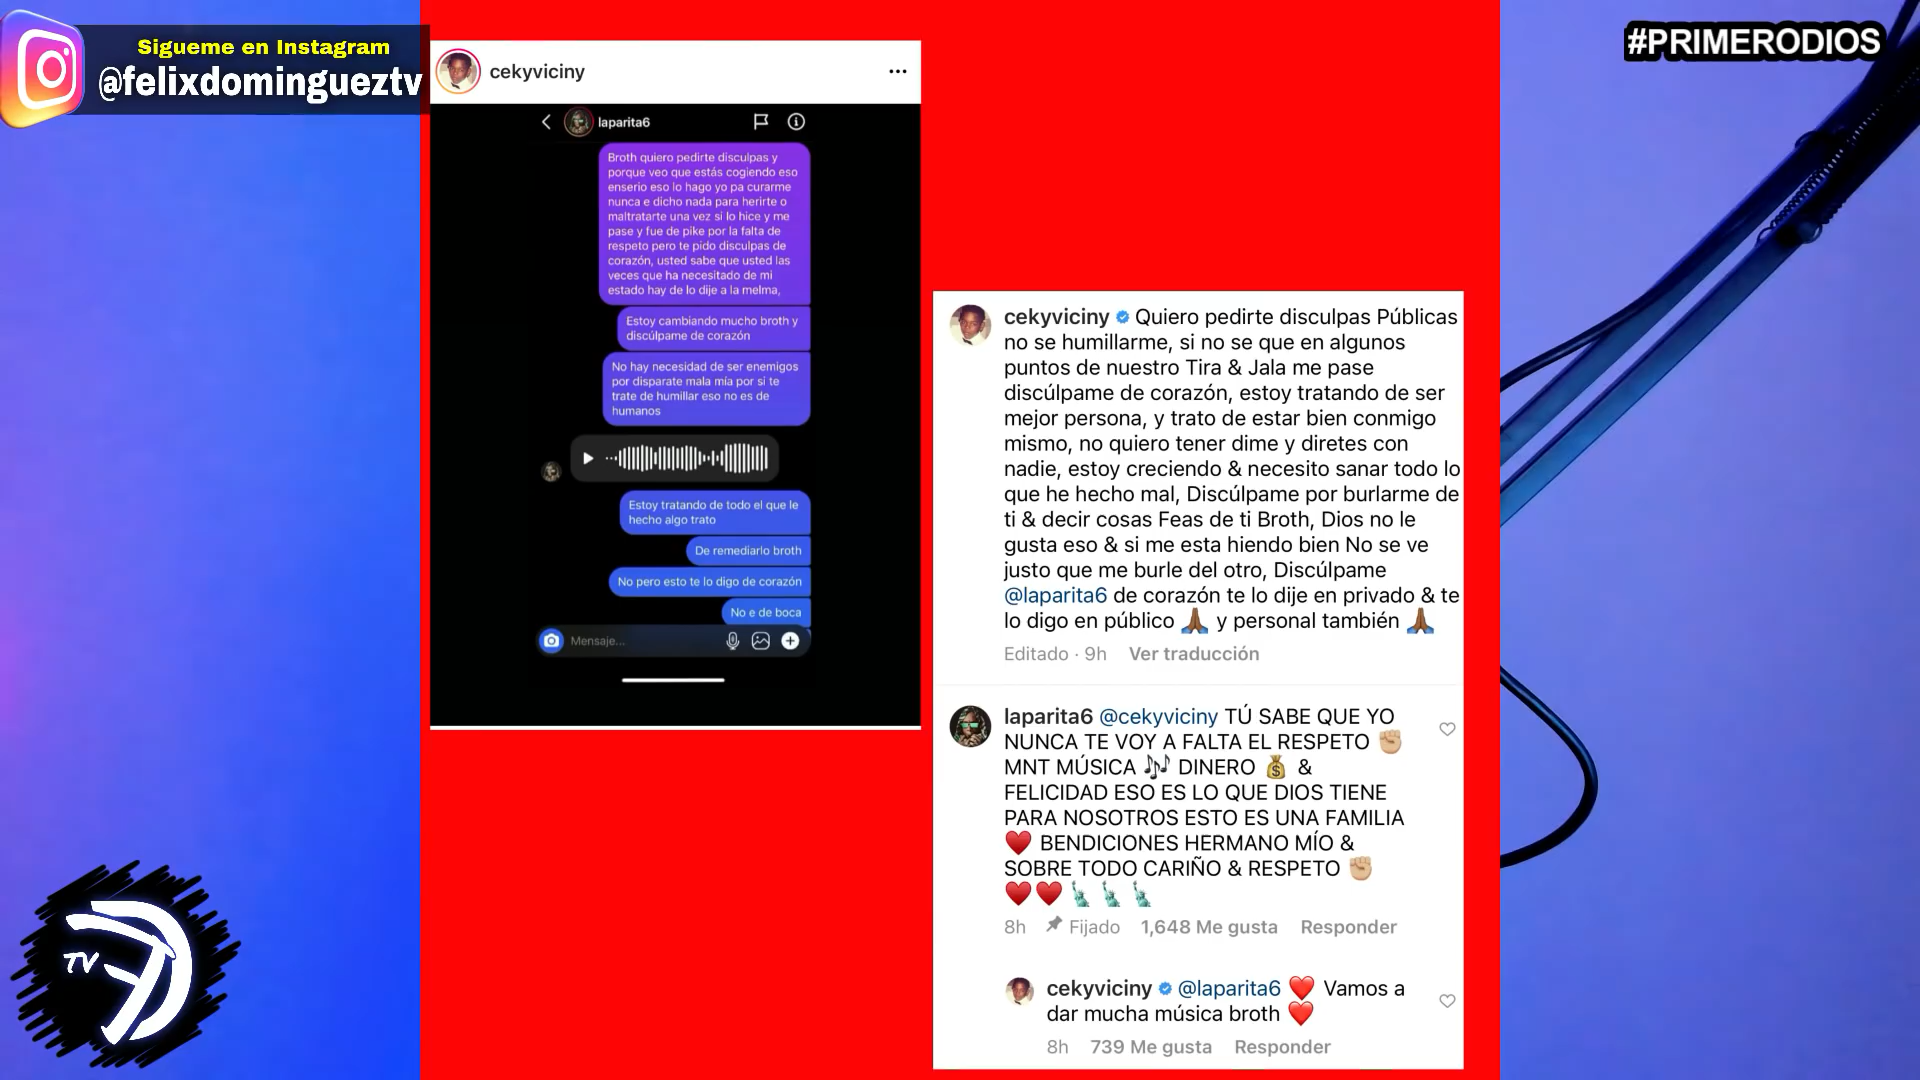 Sigueme en Instagram
@felixdomingueztv
#PRIMERODIOS
cekyviciny
laparita6
Broth quiero pedirte disculpas y
porque veo que estás cogiendo eso
enserio eso lo hago yo pa curarme
nunca e dicho nada para herirte o
maltratarte una vez si lo hice y me
pase y fue de pike por la falta de
respeto pero te pido disculpas de
corazón, usted sabe que usted las
veces que ha necesitado de mi
estado hay de lo dije a la melma,
Estoy cambiando mucho broth y
discúlpame de corazón
No hay necesidad de ser enemigos
por disparate mala mía por si te
trate de humillar eso no es de
humanos
Estoy tratando de todo el que le
hecho algo trato
De remediarlo broth
No pero esto te lo digo de corazón
No e de boca
Mensaje...
cekyviciny Quiero pedirte disculpas Públicas
no se humillarme, si no se que en algunos
puntos de nuestro Tira & Jala me pase
discúlpame de corazón, estoy tratando de ser
mejor persona, y trato de estar bien conmigo
mismo, no quiero tener dime y diretes con
nadie, estoy creciendo & necesito sanar todo lo
que he hecho mal, Discúlpame por burlarme de
ti & decir cosas Feas de ti Broth, Dios no le
gusta eso & si me esta hiendo bien No se ve
justo que me burle del otro, Discúlpame
@laparita6 de corazón te lo dije en privado & te
lo digo en público 🙏🏾 y personal también 🙏🏾
Editado · 9h Ver traducción
laparita6 @cekyviciny TÚ SABE QUE YO
NUNCA TE VOY A FALTA EL RESPETO ✊🏼
MNT MÚSICA 🎶 DINERO 💰 &
FELICIDAD ESO ES LO QUE DIOS TIENE
PARA NOSOTROS ESTO ES UNA FAMILIA
♥️ BENDICIONES HERMANO MÍO &
SOBRE TODO CARIÑO & RESPETO ✊🏼
♥️♥️🗽🗽🗽
8h Fijado 1,648 Me gusta Responder
cekyviciny @laparita6 ❤️ Vamos a
dar mucha música broth ❤️
8h 739 Me gusta Responder
TV